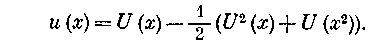 u (x) = U (x) − 1/2 (U² (x) + U (x²)).